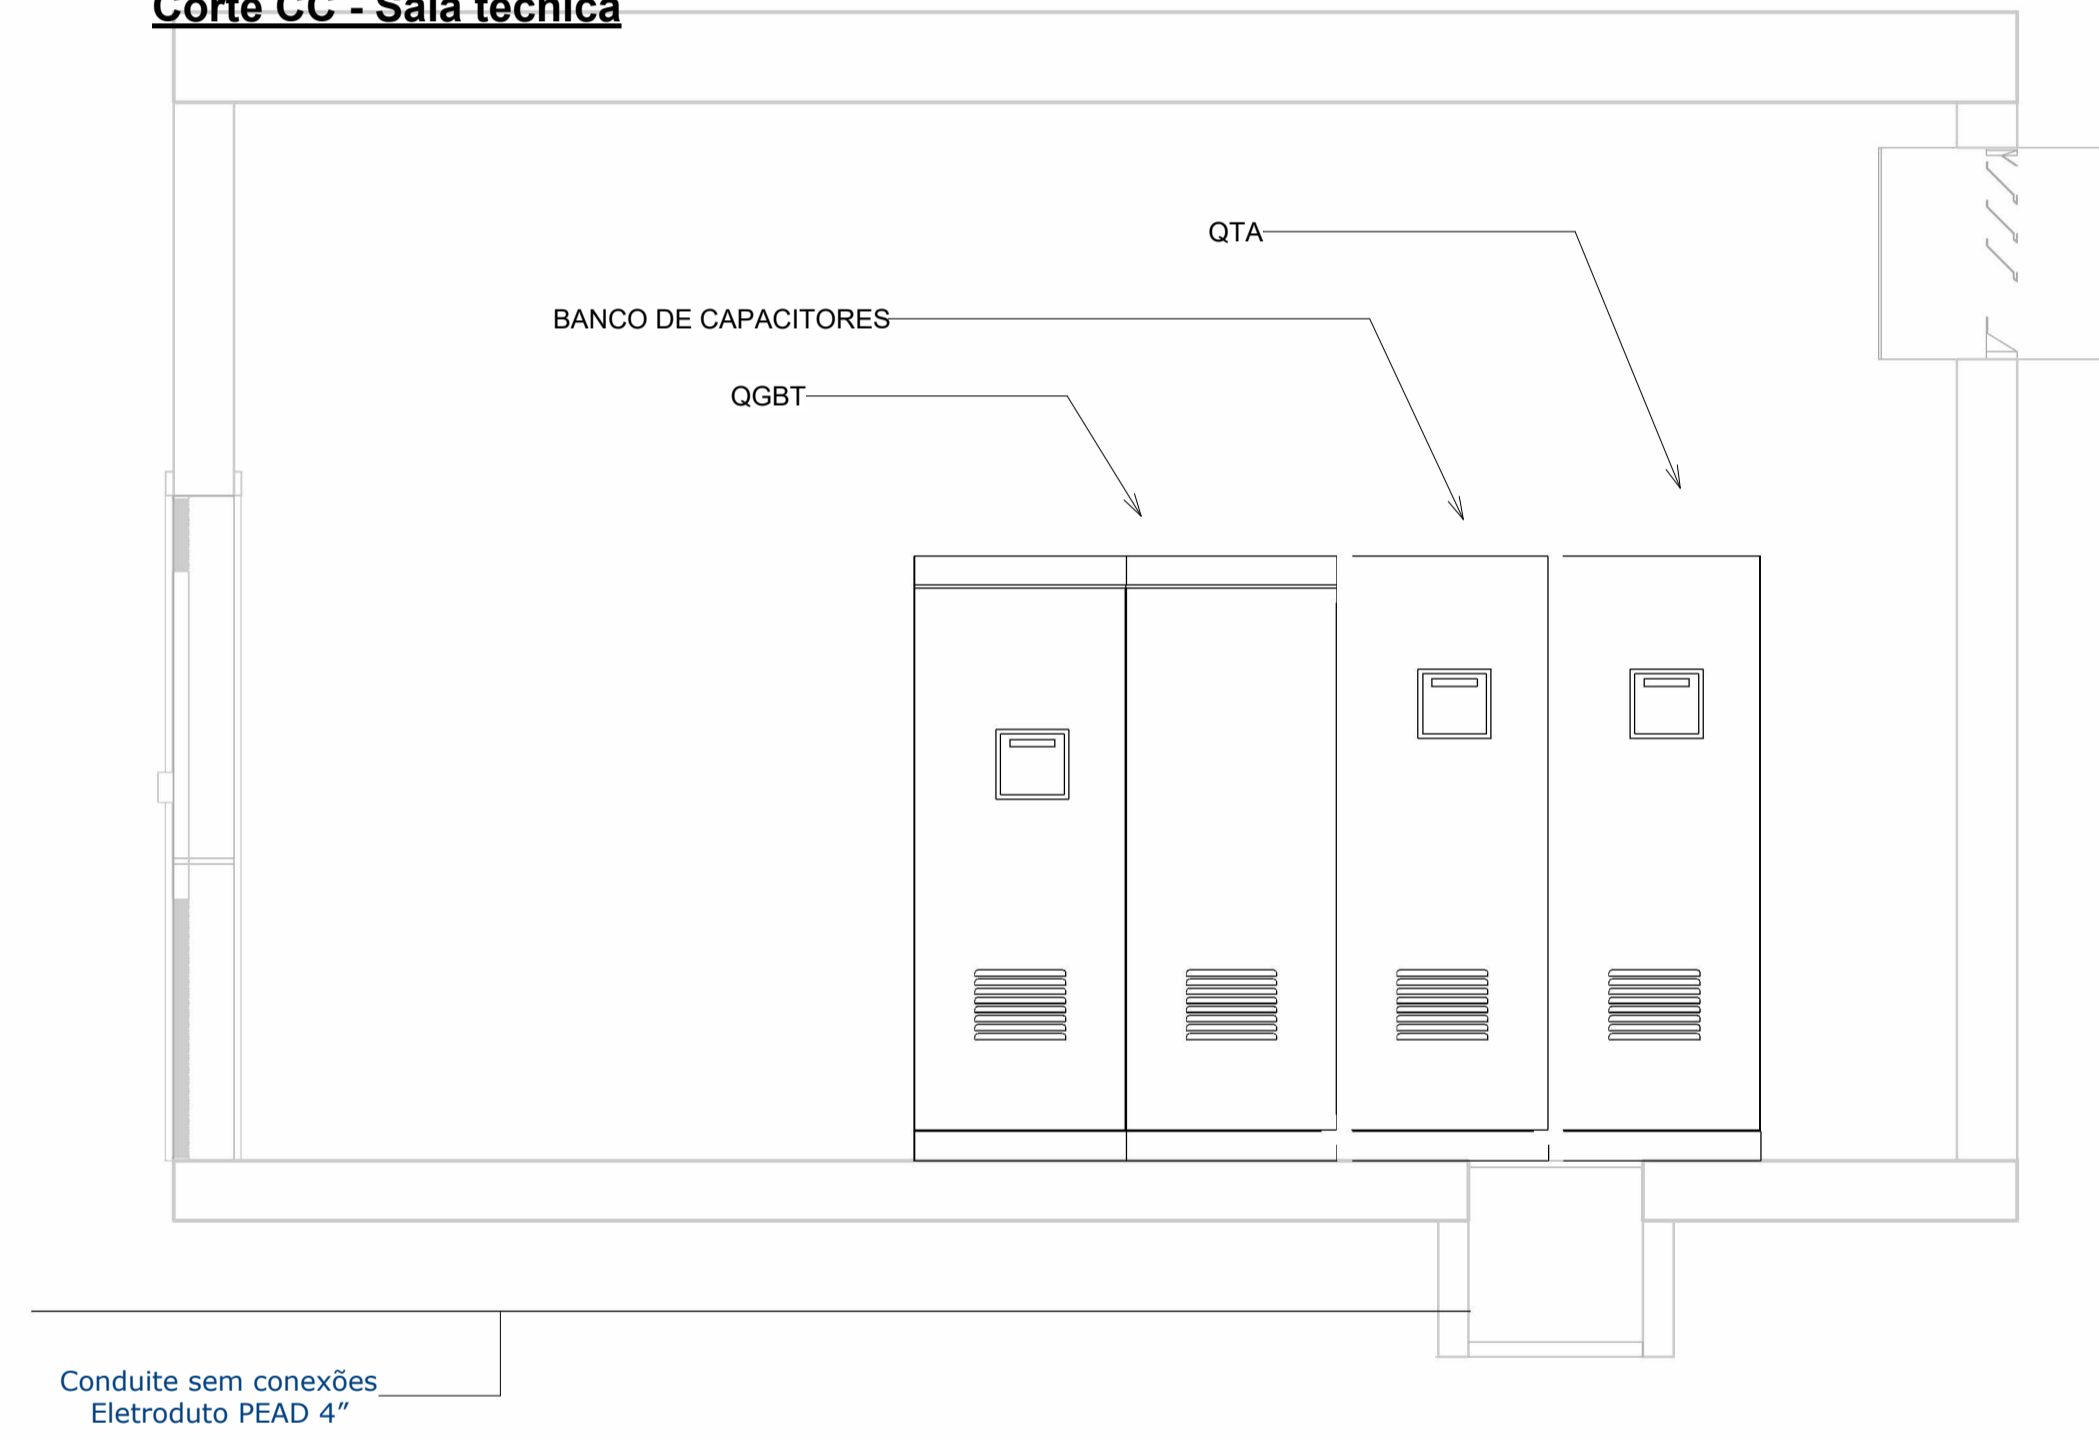 Corte CC - Sala técnica
QTA
BANCO DE CAPACITORES
QGBT
Conduite sem conexões
Eletroduto PEAD 4″